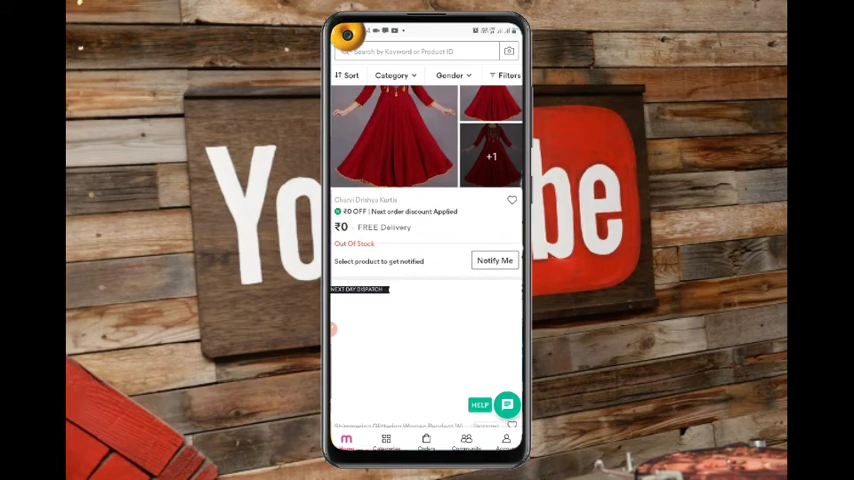 YouTube
Search by Keyword or Product ID
Sort
Category
Gender
Filters
+1
Charvi Drishya Kurtis
₹0 OFF | Next order discount Applied
₹0 FREE Delivery
Out Of Stock
Select product to get notified
Notify Me
NEXT DAY DISPATCH
HELP
Home
Categories
Orders
Community
Account